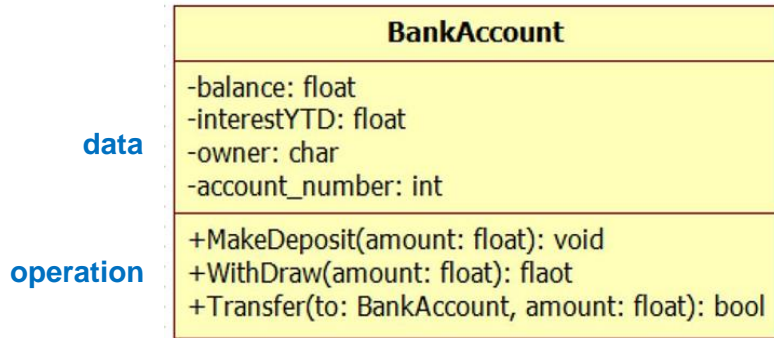 BankAccount
data
-balance: float
-interestYTD: float
-owner: char
-account_number: int
operation
+MakeDeposit(amount: float): void
+WithDraw(amount: float): flaot
+Transfer(to: BankAccount, amount: float): bool